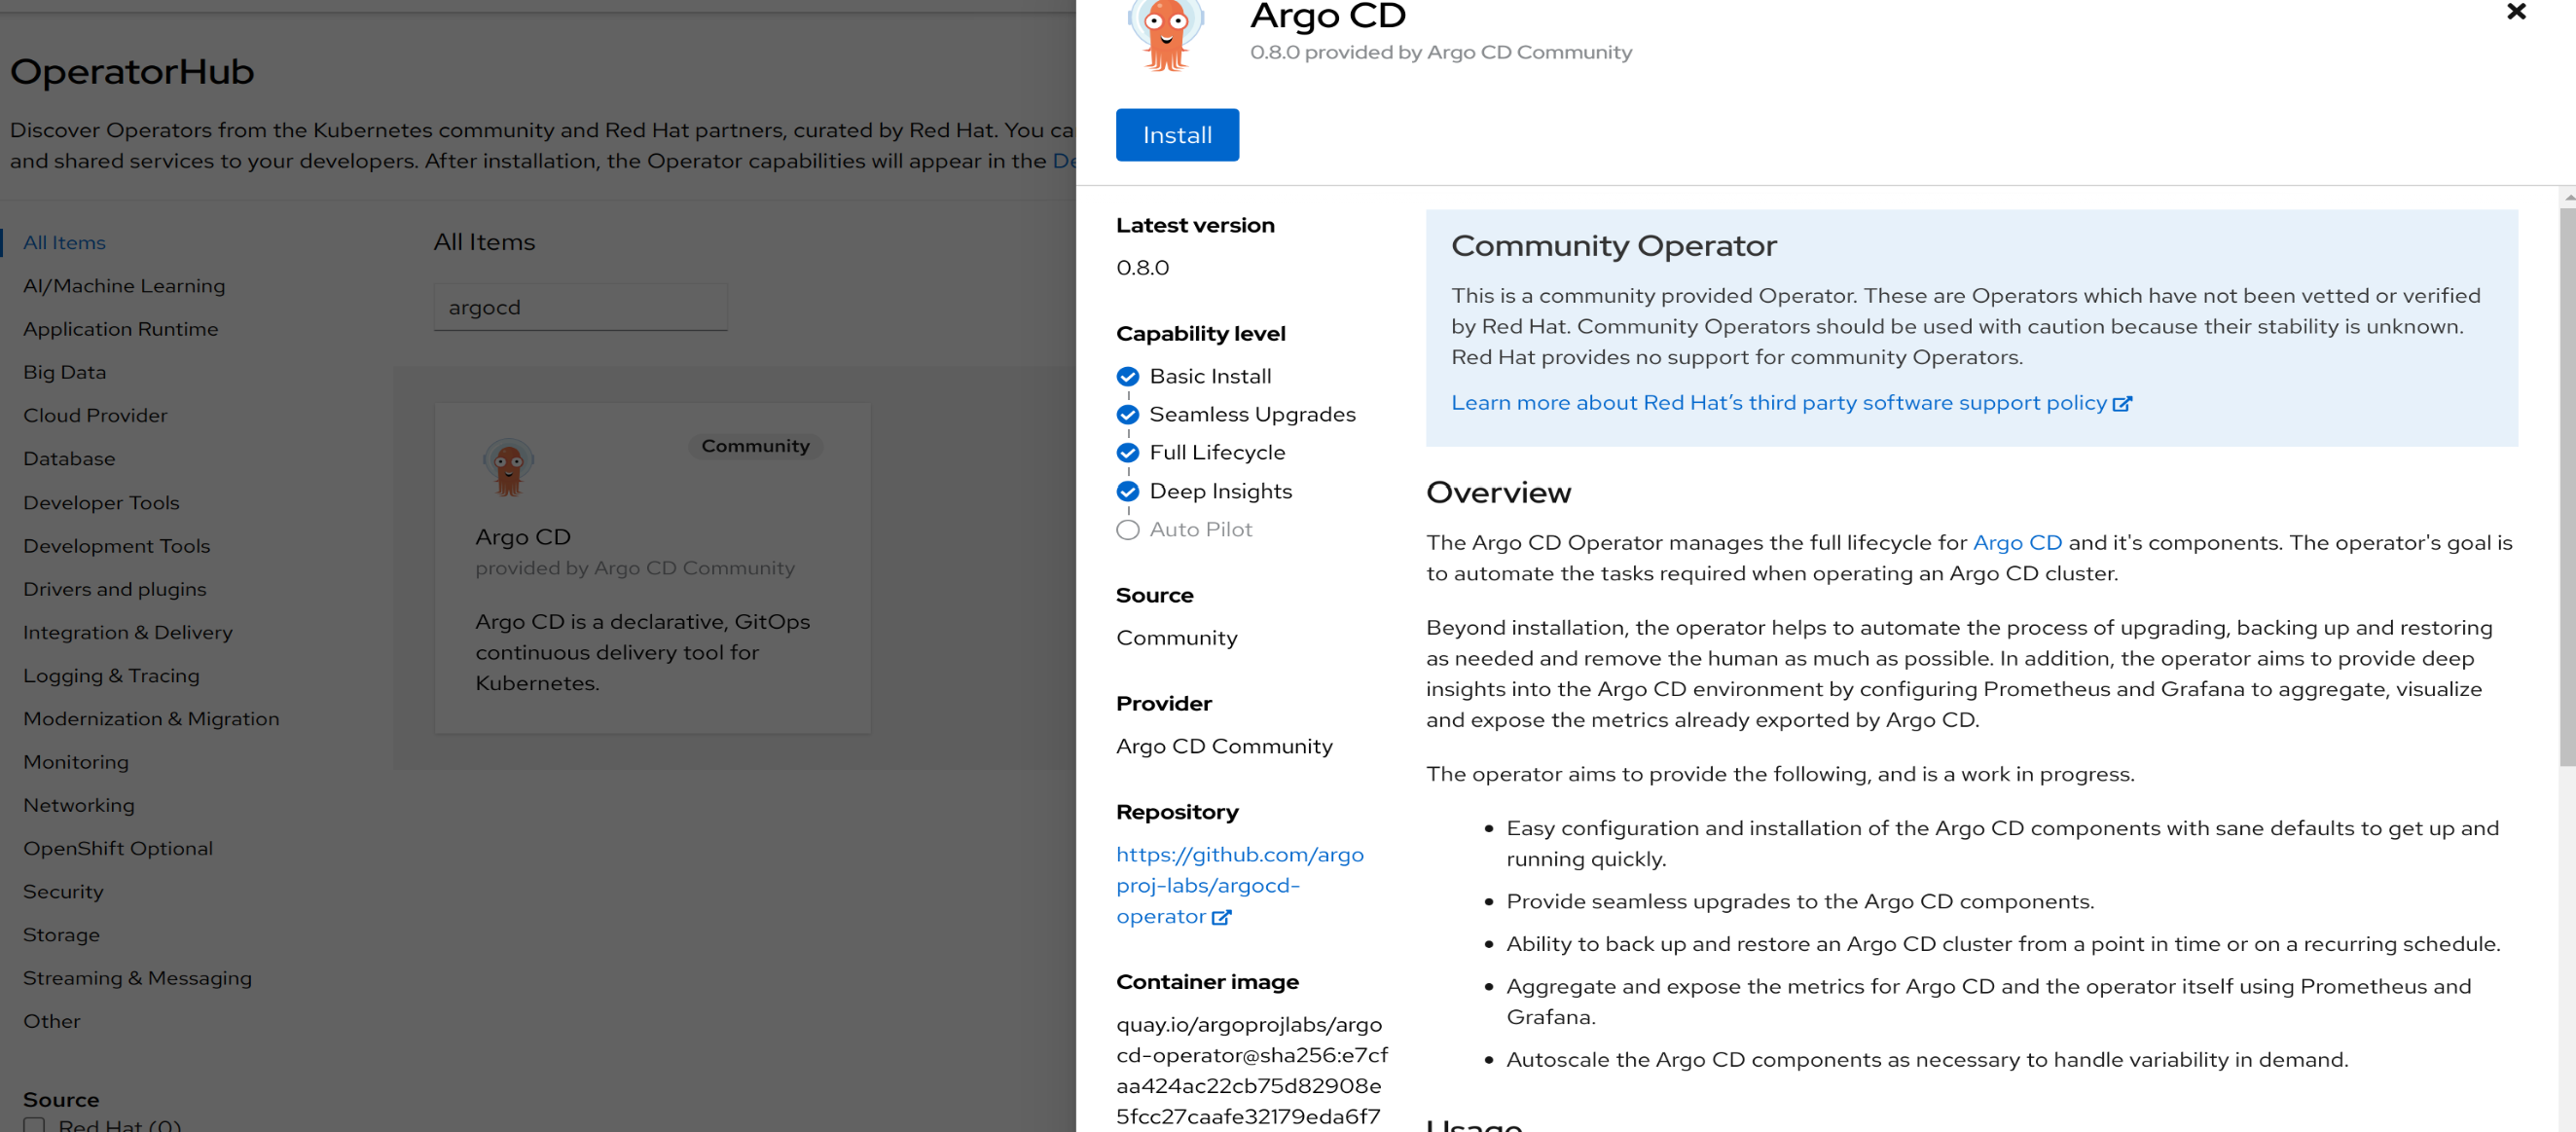 OperatorHub
Discover Operators from the Kubernetes community and Red Hat partners, curated by Red Hat. You ca
and shared services to your developers. After installation, the Operator capabilities will appear in the De
All Items
AI/Machine Learning
Application Runtime
Big Data
Cloud Provider
Database
Developer Tools
Development Tools
Drivers and plugins
Integration & Delivery
Logging & Tracing
Modernization & Migration
Monitoring
Networking
OpenShift Optional
Security
Storage
Streaming & Messaging
Other
Source
Red Hat (0)
All Items
argocd
Community
Argo CD
provided by Argo CD Community
Argo CD is a declarative, GitOps
continuous delivery tool for
Kubernetes.
Argo CD
0.8.0 provided by Argo CD Community
Install
Latest version
0.8.0
Capability level
Basic Install
Seamless Upgrades
Full Lifecycle
Deep Insights
Auto Pilot
Source
Community
Provider
Argo CD Community
Repository
https://github.com/argo
proj-labs/argocd-
operator
Container image
quay.io/argoprojlabs/argo
cd-operator@sha256:e7cf
aa424ac22cb75d82908e
5fcc27caafe32179eda6f7
Community Operator
This is a community provided Operator. These are Operators which have not been vetted or verified
by Red Hat. Community Operators should be used with caution because their stability is unknown.
Red Hat provides no support for community Operators.
Learn more about Red Hat's third party software support policy
Overview
The Argo CD Operator manages the full lifecycle for Argo CD and it's components. The operator's goal is
to automate the tasks required when operating an Argo CD cluster.
Beyond installation, the operator helps to automate the process of upgrading, backing up and restoring
as needed and remove the human as much as possible. In addition, the operator aims to provide deep
insights into the Argo CD environment by configuring Prometheus and Grafana to aggregate, visualize
and expose the metrics already exported by Argo CD.
The operator aims to provide the following, and is a work in progress.
• Easy configuration and installation of the Argo CD components with sane defaults to get up and
running quickly.
• Provide seamless upgrades to the Argo CD components.
• Ability to back up and restore an Argo CD cluster from a point in time or on a recurring schedule.
• Aggregate and expose the metrics for Argo CD and the operator itself using Prometheus and
Grafana.
• Autoscale the Argo CD components as necessary to handle variability in demand.
Usage